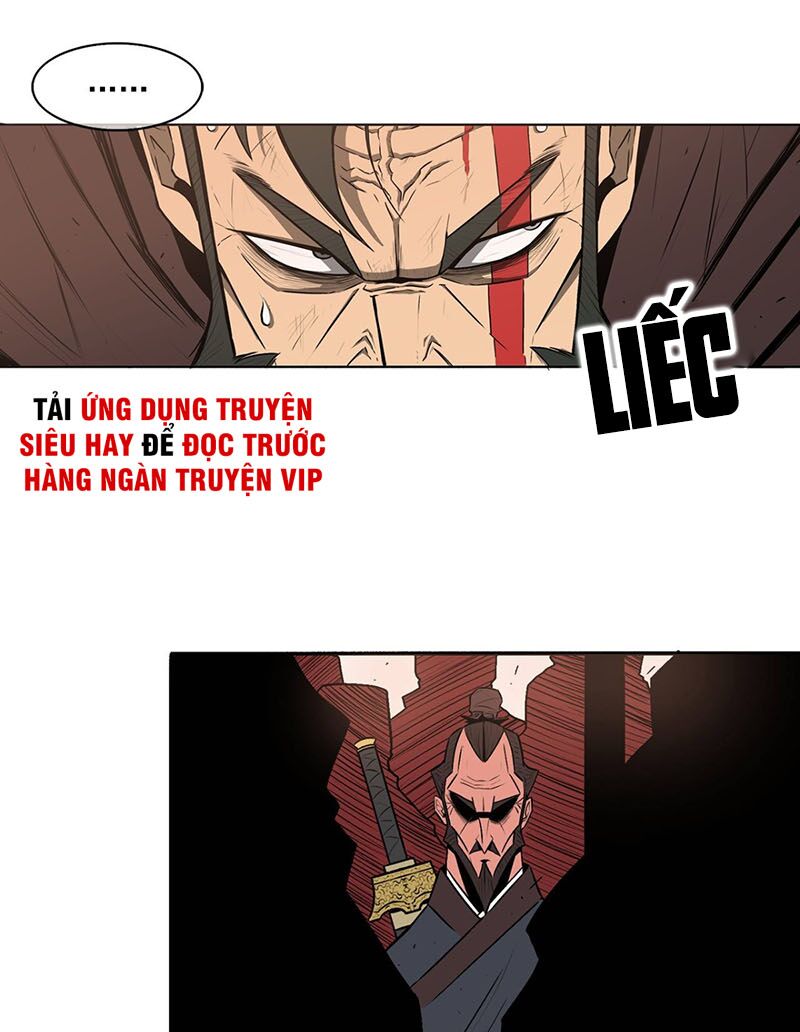 ......
LIẾC
TẢI ỨNG DỤNG TRUYỆN
SIÊU HAY ĐỂ ĐỌC TRƯỚC
HÀNG NGÀN TRUYỆN VIP